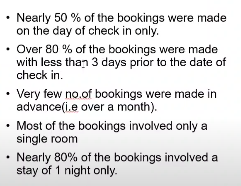 • Nearly 50 % of the bookings were made
on the day of check in only.
• Over 80 % of the bookings were made
with less than 3 days prior to the date of
check in.
• Very few no.of bookings were made in
advance(i.e over a month).
• Most of the bookings involved only a
single room
• Nearly 80% of the bookings involved a
stay of 1 night only.